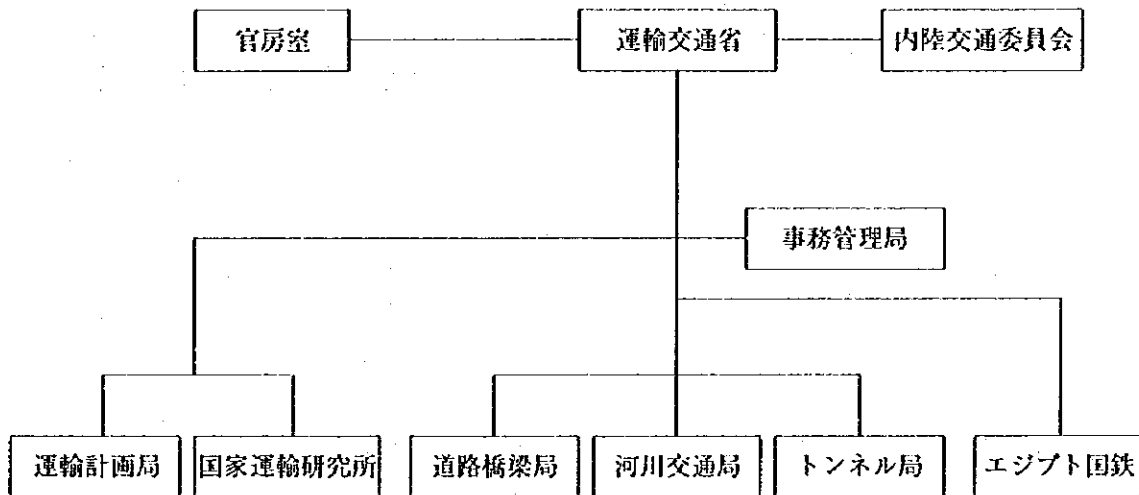 官房室
運輸交通省
内陸交通委員会
事務管理局
運輸計画局
国家運輸研究所
道路橋梁局
河川交通局
トンネル局
エジプト国鉄